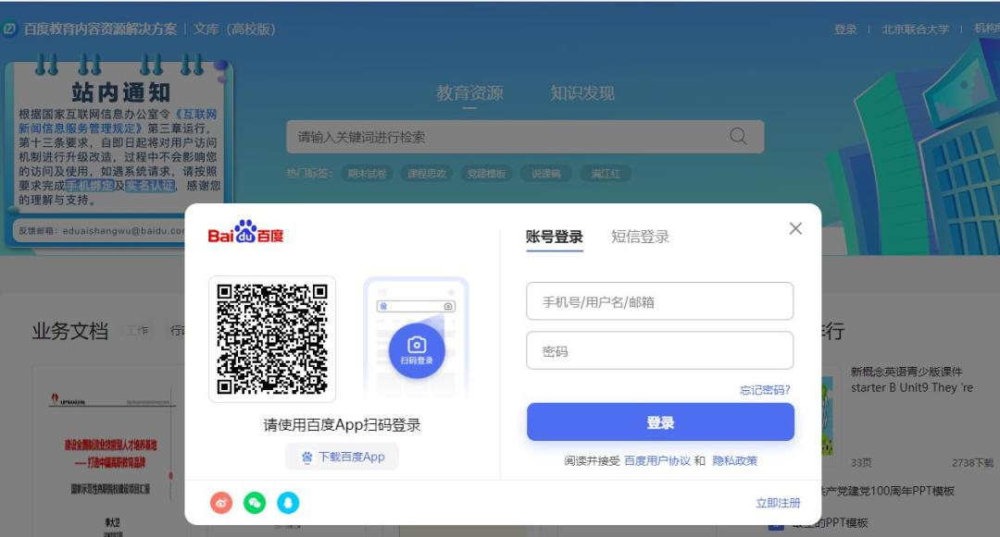 百度教育内容资源解决方案 | 文库（高校版）
登录 | 北京联合大学 | 机构
站内通知
根据国家互联网信息办公室令《互联网
新闻信息服务管理规定》第三章运行，
第十三条要求，自即日起将对用户访问
机制进行升级改造，过程中不会影响您
的访问及使用，如遇系统请求，请按照
要求完成手机绑定及实名认证，感谢您
的理解与支持。
反馈邮箱：eduaishangwu@baidu.com
教育资源 知识发现
请输入关键词进行检索
热门标签： 期末试卷 课程思政 党建模板 说课稿 满江红
Bai du 百度
请使用百度App扫码登录
扫码登录
下载百度App
账号登录 短信登录
手机号/用户名/邮箱
密码
忘记密码?
登录
阅读并接受 百度用户协议 和 隐私政策
立即注册
业务文档 工作 行
建设全国制造业技能型人才培养基地
—— 打造中国高职教育品牌
国家示范性高职院校建设项目汇报
李大卫
行
新概念英语青少版课件
starter B Unit9 They 're
33页 2738下载
共产党建党100周年PPT模板
的PPT模板